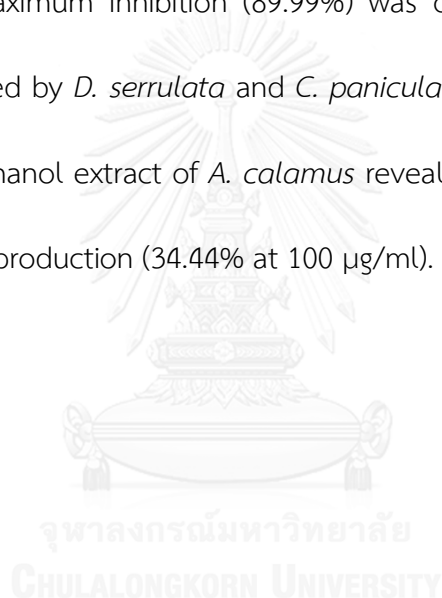 aximum inhibition (89.99%) was
ed by D. serrulata and C. panicula
hanol extract of A. calamus reveal
production (34.44% at 100 µg/ml).
จุฬาลงกรณ์มหาวิทยาลัย
CHULALONGKORN UNIVERSITY